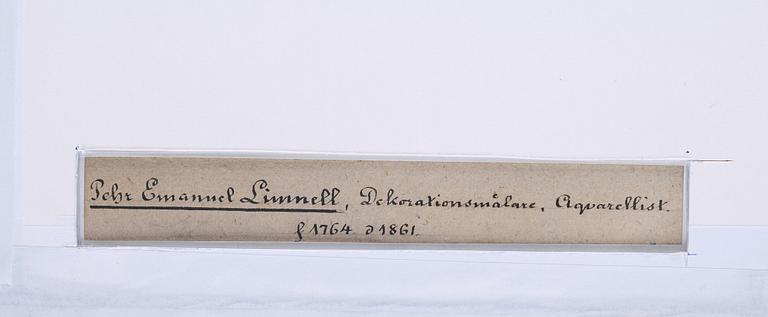 Pehr Emanuel Limnell, Dekorationsmålare, Aqvarellist.
f 1764 d 1861.